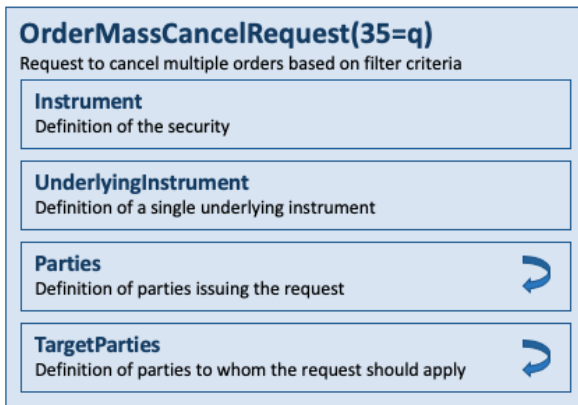 OrderMassCancelRequest(35=q)
Request to cancel multiple orders based on filter criteria
Instrument
Definition of the security
UnderlyingInstrument
Definition of a single underlying instrument
Parties
Definition of parties issuing the request
TargetParties
Definition of parties to whom the request should apply